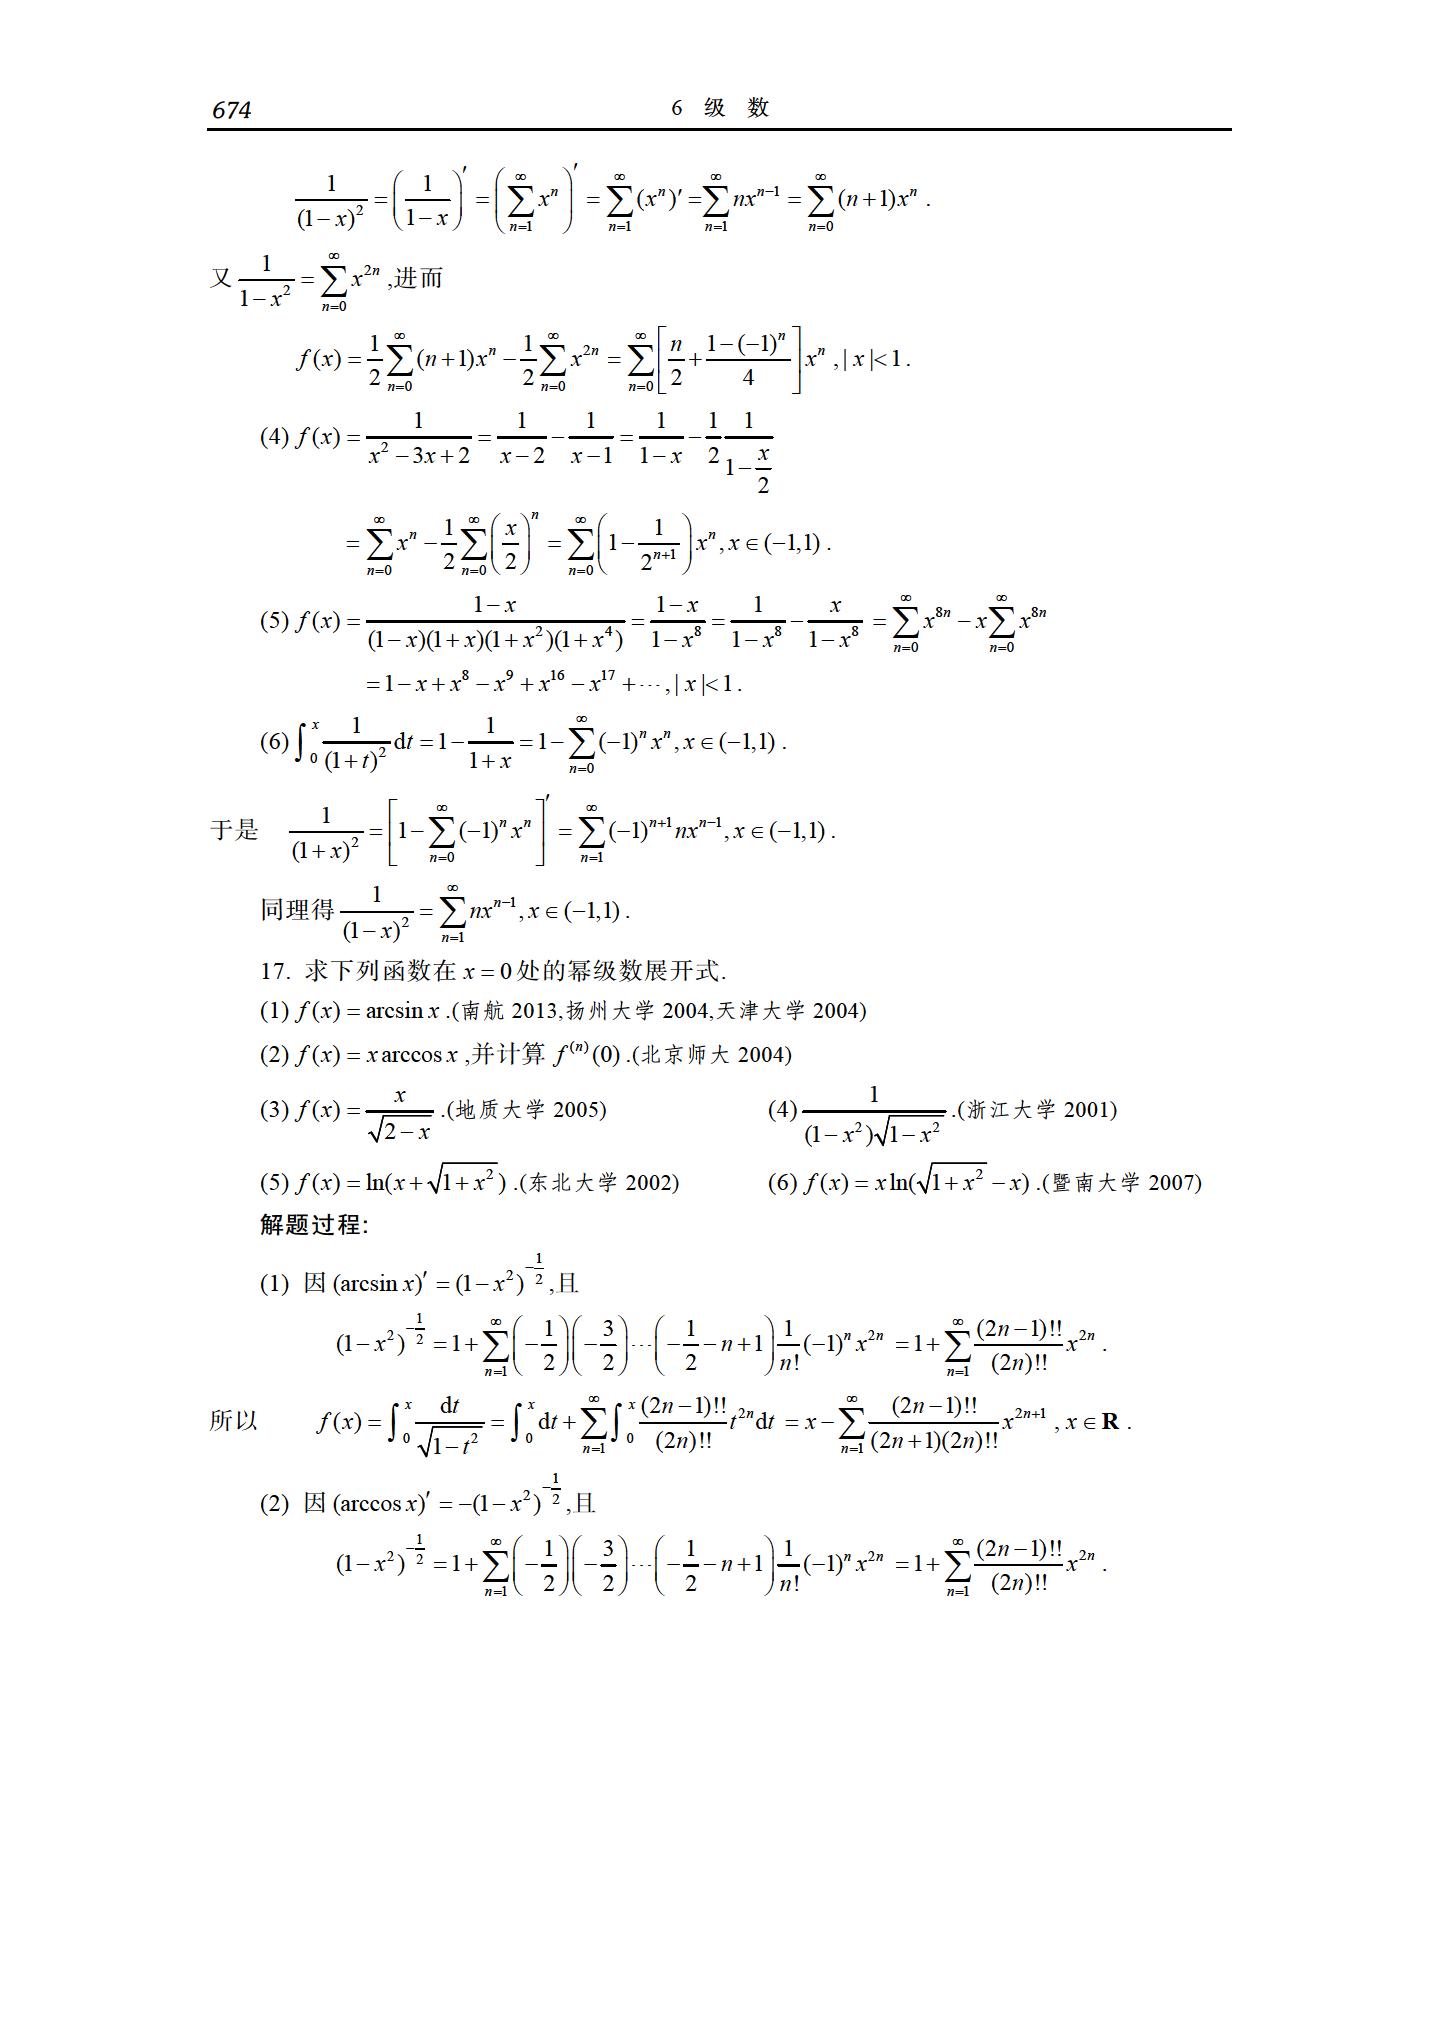 674 6 级 数
$\frac{1}{(1-x)^2}=\left(\frac{1}{1-x}\right)'=\left(\sum_{n=1}^{\infty}x^n\right)'=\sum_{n=1}^{\infty}(x^n)'=\sum_{n=1}^{\infty}nx^{n-1}=\sum_{n=0}^{\infty}(n+1)x^n$ .
又 $\frac{1}{1-x^2}=\sum_{n=0}^{\infty}x^{2n}$ ,进而
$f(x)=\frac{1}{2}\sum_{n=0}^{\infty}(n+1)x^n-\frac{1}{2}\sum_{n=0}^{\infty}x^{2n}=\sum_{n=0}^{\infty}\left[\frac{n}{2}+\frac{1-(-1)^n}{4}\right]x^n,|x|<1$ .
(4) $f(x)=\frac{1}{x^2-3x+2}=\frac{1}{x-2}-\frac{1}{x-1}=\frac{1}{1-x}-\frac{1}{2}\frac{1}{1-\frac{x}{2}}$
$=\sum_{n=0}^{\infty}x^n-\frac{1}{2}\sum_{n=0}^{\infty}\left(\frac{x}{2}\right)^n=\sum_{n=0}^{\infty}\left(1-\frac{1}{2^{n+1}}\right)x^n,x\in(-1,1)$ .
(5) $f(x)=\frac{1-x}{(1-x)(1+x)(1+x^2)(1+x^4)}=\frac{1-x}{1-x^8}=\frac{1}{1-x^8}-\frac{x}{1-x^8}=\sum_{n=0}^{\infty}x^{8n}-x\sum_{n=0}^{\infty}x^{8n}$
$=1-x+x^8-x^9+x^{16}-x^{17}+\cdots,|x|<1$ .
(6) $\int_0^x\frac{1}{(1+t)^2}\mathrm{d}t=1-\frac{1}{1+x}=1-\sum_{n=0}^{\infty}(-1)^nx^n,x\in(-1,1)$ .
于是 $\frac{1}{(1+x)^2}=\left[1-\sum_{n=0}^{\infty}(-1)^nx^n\right]'=\sum_{n=1}^{\infty}(-1)^{n+1}nx^{n-1},x\in(-1,1)$ .
同理得 $\frac{1}{(1-x)^2}=\sum_{n=1}^{\infty}nx^{n-1},x\in(-1,1)$ .
17. 求下列函数在 $x=0$ 处的幂级数展开式.
(1) $f(x)=\arcsin x$ .(南航 2013,扬州大学 2004,天津大学 2004)
(2) $f(x)=x\arccos x$ ,并计算 $f^{(n)}(0)$ .(北京师大 2004)
(3) $f(x)=\frac{x}{\sqrt{2-x}}$ .(地质大学 2005) (4) $\frac{1}{(1-x^2)\sqrt{1-x^2}}$ .(浙江大学 2001)
(5) $f(x)=\ln(x+\sqrt{1+x^2})$ .(东北大学 2002) (6) $f(x)=x\ln(\sqrt{1+x^2}-x)$ .(暨南大学 2007)
解题过程:
(1) 因 $(\arcsin x)'=(1-x^2)^{-\frac{1}{2}}$ ,且
$(1-x^2)^{-\frac{1}{2}}=1+\sum_{n=1}^{\infty}\left(-\frac{1}{2}\right)\left(-\frac{3}{2}\right)\cdots\left(-\frac{1}{2}-n+1\right)\frac{1}{n!}(-1)^nx^{2n}=1+\sum_{n=1}^{\infty}\frac{(2n-1)!!}{(2n)!!}x^{2n}$ .
所以 $f(x)=\int_0^x\frac{\mathrm{d}t}{\sqrt{1-t^2}}=\int_0^x\mathrm{d}t+\sum_{n=1}^{\infty}\int_0^x\frac{(2n-1)!!}{(2n)!!}t^{2n}\mathrm{d}t=x-\sum_{n=1}^{\infty}\frac{(2n-1)!!}{(2n+1)(2n)!!}x^{2n+1},x\in\mathbf{R}$ .
(2) 因 $(\arccos x)'=-(1-x^2)^{-\frac{1}{2}}$ ,且
$(1-x^2)^{-\frac{1}{2}}=1+\sum_{n=1}^{\infty}\left(-\frac{1}{2}\right)\left(-\frac{3}{2}\right)\cdots\left(-\frac{1}{2}-n+1\right)\frac{1}{n!}(-1)^nx^{2n}=1+\sum_{n=1}^{\infty}\frac{(2n-1)!!}{(2n)!!}x^{2n}$ .